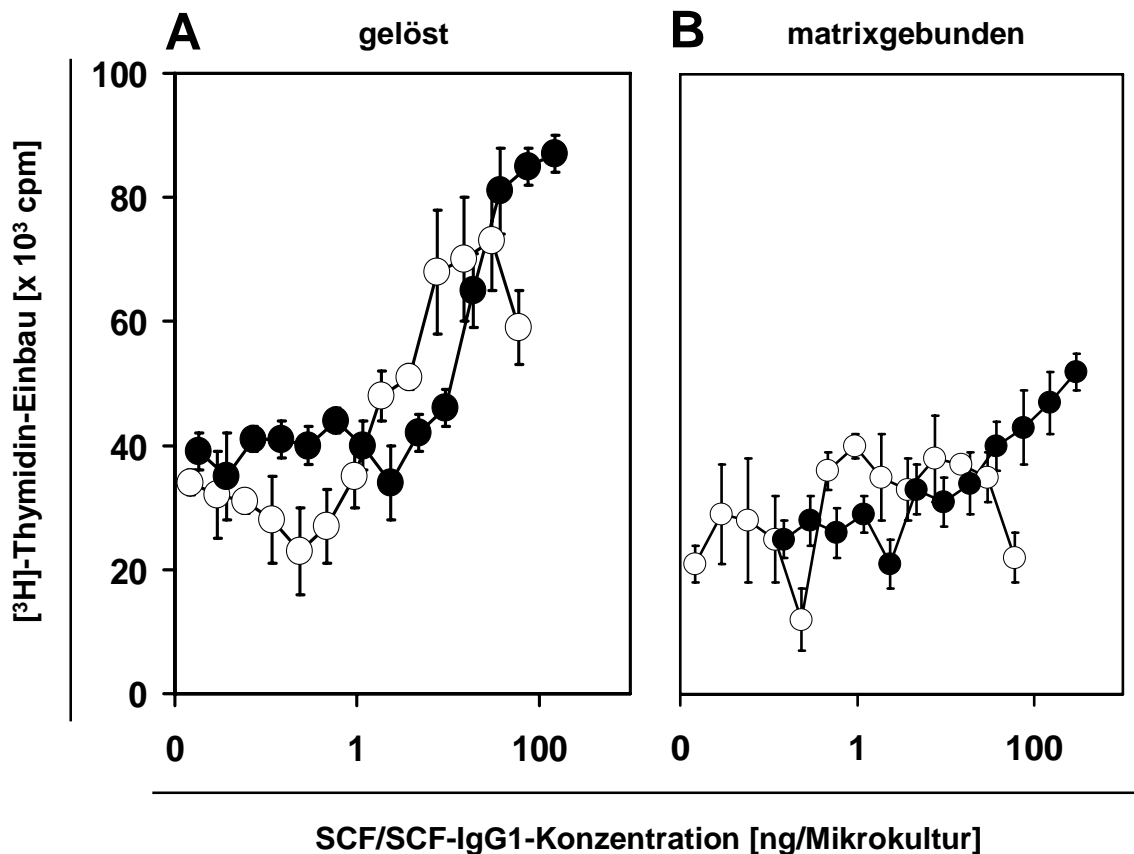 A gelöst
B matrixgebunden
[³H]-Thymidin-Einbau [x 10³ cpm]
100
80
60
40
20
0
0 1 100
0 1 100
SCF/SCF-IgG1-Konzentration [ng/Mikrokultur]